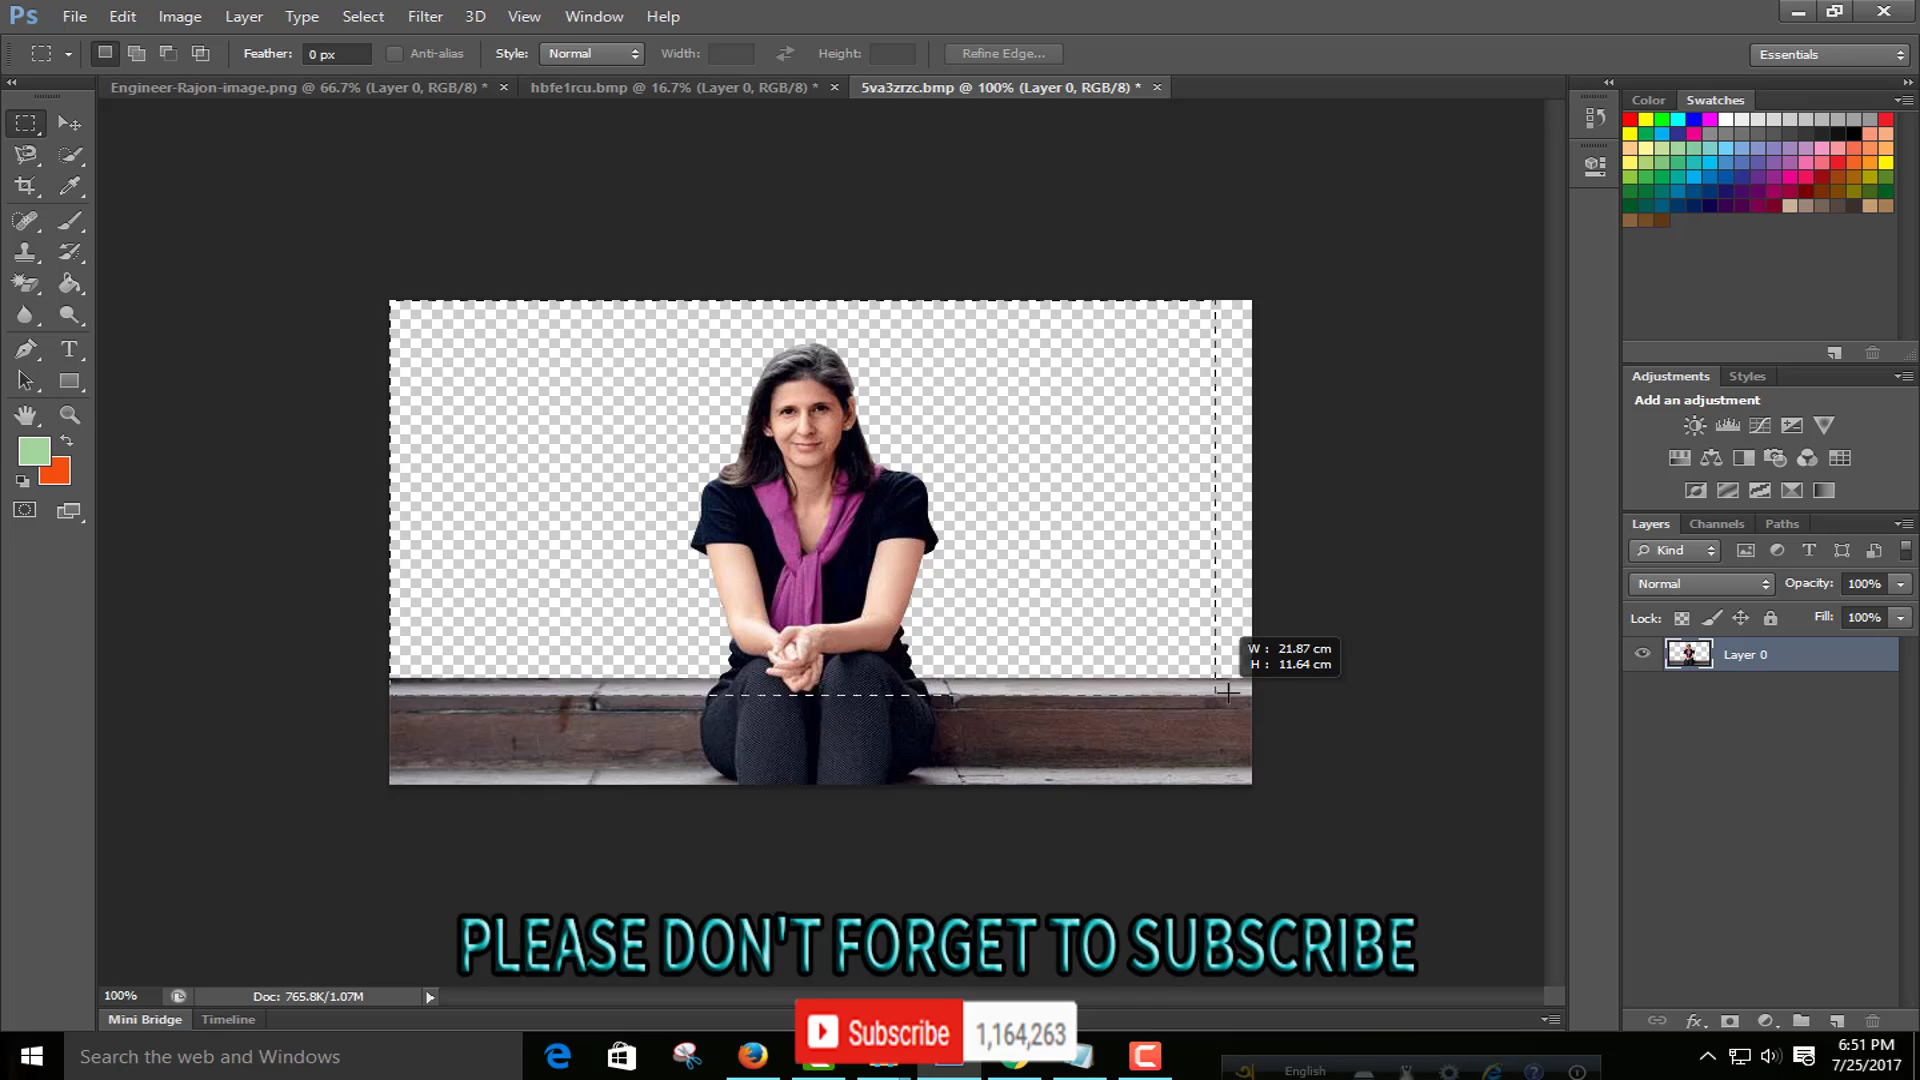 Ps File Edit Image Layer Type Select Filter 3D View Window Help
Feather: 0 px Anti-alias Style: Normal Width: Height: Refine Edge... Essentials
Engineer-Rajon-image.png @ 66.7% (Layer 0, RGB/8) * × hbfe1rcu.bmp @ 16.7% (Layer 0, RGB/8) * × 5va3zrzc.bmp @ 100% (Layer 0, RGB/8) * ×
Color Swatches
Adjustments Styles
Add an adjustment
Layers Channels Paths
Kind
Normal Opacity: 100%
Lock: Fill: 100%
Layer 0
W : 21.87 cm
H : 11.64 cm
PLEASE DON'T FORGET TO SUBSCRIBE
100% Doc: 765.8K/1.07M
Mini Bridge Timeline
Subscribe 1,164,263
Search the web and Windows
English
6:51 PM
7/25/2017